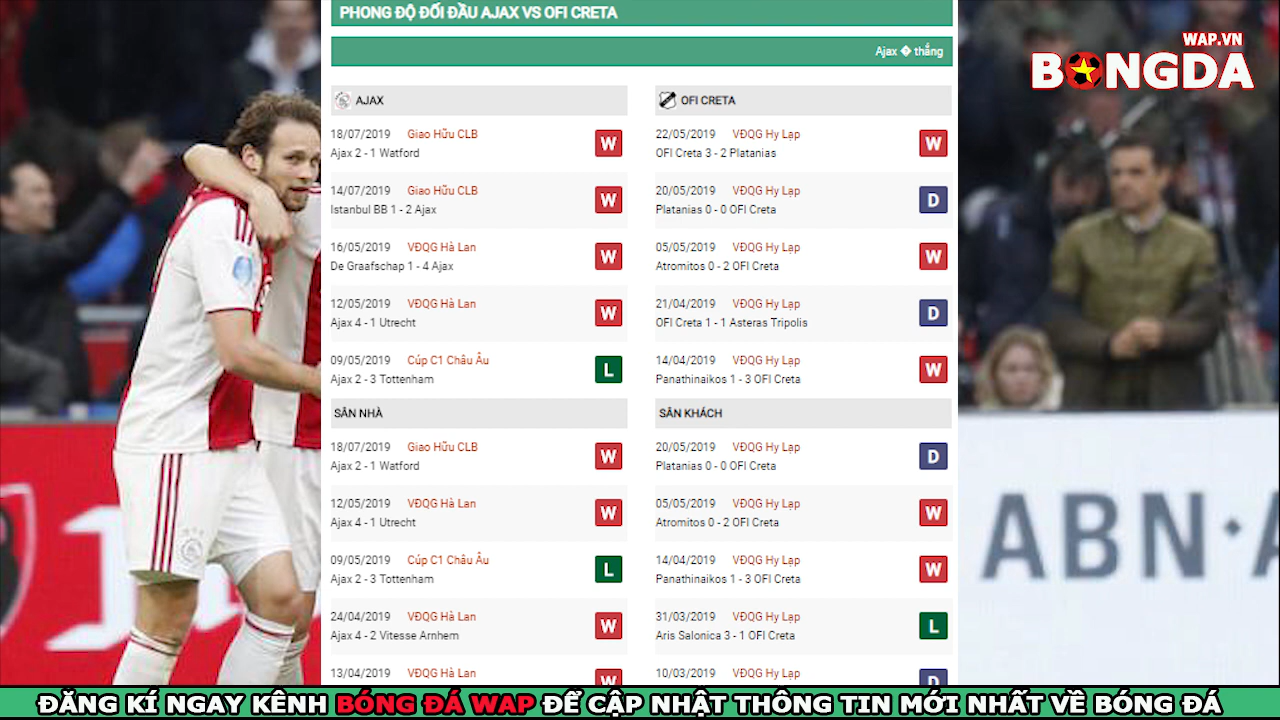 PHONG ĐỘ ĐỐI ĐẦU AJAX VS OFI CRETA
WAP.VN
BONGDA
Ajax � thắng
AJAX
18/07/2019 Giao Hữu CLB
Ajax 2 - 1 Watford
W
14/07/2019 Giao Hữu CLB
Istanbul BB 1 - 2 Ajax
W
16/05/2019 VĐQG Hà Lan
De Graafschap 1 - 4 Ajax
W
12/05/2019 VĐQG Hà Lan
Ajax 4 - 1 Utrecht
W
09/05/2019 Cúp C1 Châu Âu
Ajax 2 - 3 Tottenham
L
SÂN NHÀ
18/07/2019 Giao Hữu CLB
Ajax 2 - 1 Watford
W
12/05/2019 VĐQG Hà Lan
Ajax 4 - 1 Utrecht
W
09/05/2019 Cúp C1 Châu Âu
Ajax 2 - 3 Tottenham
L
24/04/2019 VĐQG Hà Lan
Ajax 4 - 2 Vitesse Arnhem
W
13/04/2019 VĐQG Hà Lan
W
OFI CRETA
22/05/2019 VĐQG Hy Lạp
OFI Creta 3 - 2 Platanias
W
20/05/2019 VĐQG Hy Lạp
Platanias 0 - 0 OFI Creta
D
05/05/2019 VĐQG Hy Lạp
Atromitos 0 - 2 OFI Creta
W
21/04/2019 VĐQG Hy Lạp
OFI Creta 1 - 1 Asteras Tripolis
D
14/04/2019 VĐQG Hy Lạp
Panathinaikos 1 - 3 OFI Creta
W
SÂN KHÁCH
20/05/2019 VĐQG Hy Lạp
Platanias 0 - 0 OFI Creta
D
05/05/2019 VĐQG Hy Lạp
Atromitos 0 - 2 OFI Creta
W
14/04/2019 VĐQG Hy Lạp
Panathinaikos 1 - 3 OFI Creta
W
31/03/2019 VĐQG Hy Lạp
Aris Salonica 3 - 1 OFI Creta
L
10/03/2019 VĐQG Hy Lạp
D
ABN A
ĐĂNG KÍ NGAY KÊNH BÓNG ĐÁ WAP ĐỂ CẬP NHẬT THÔNG TIN MỚI NHẤT VỀ BÓNG ĐÁ